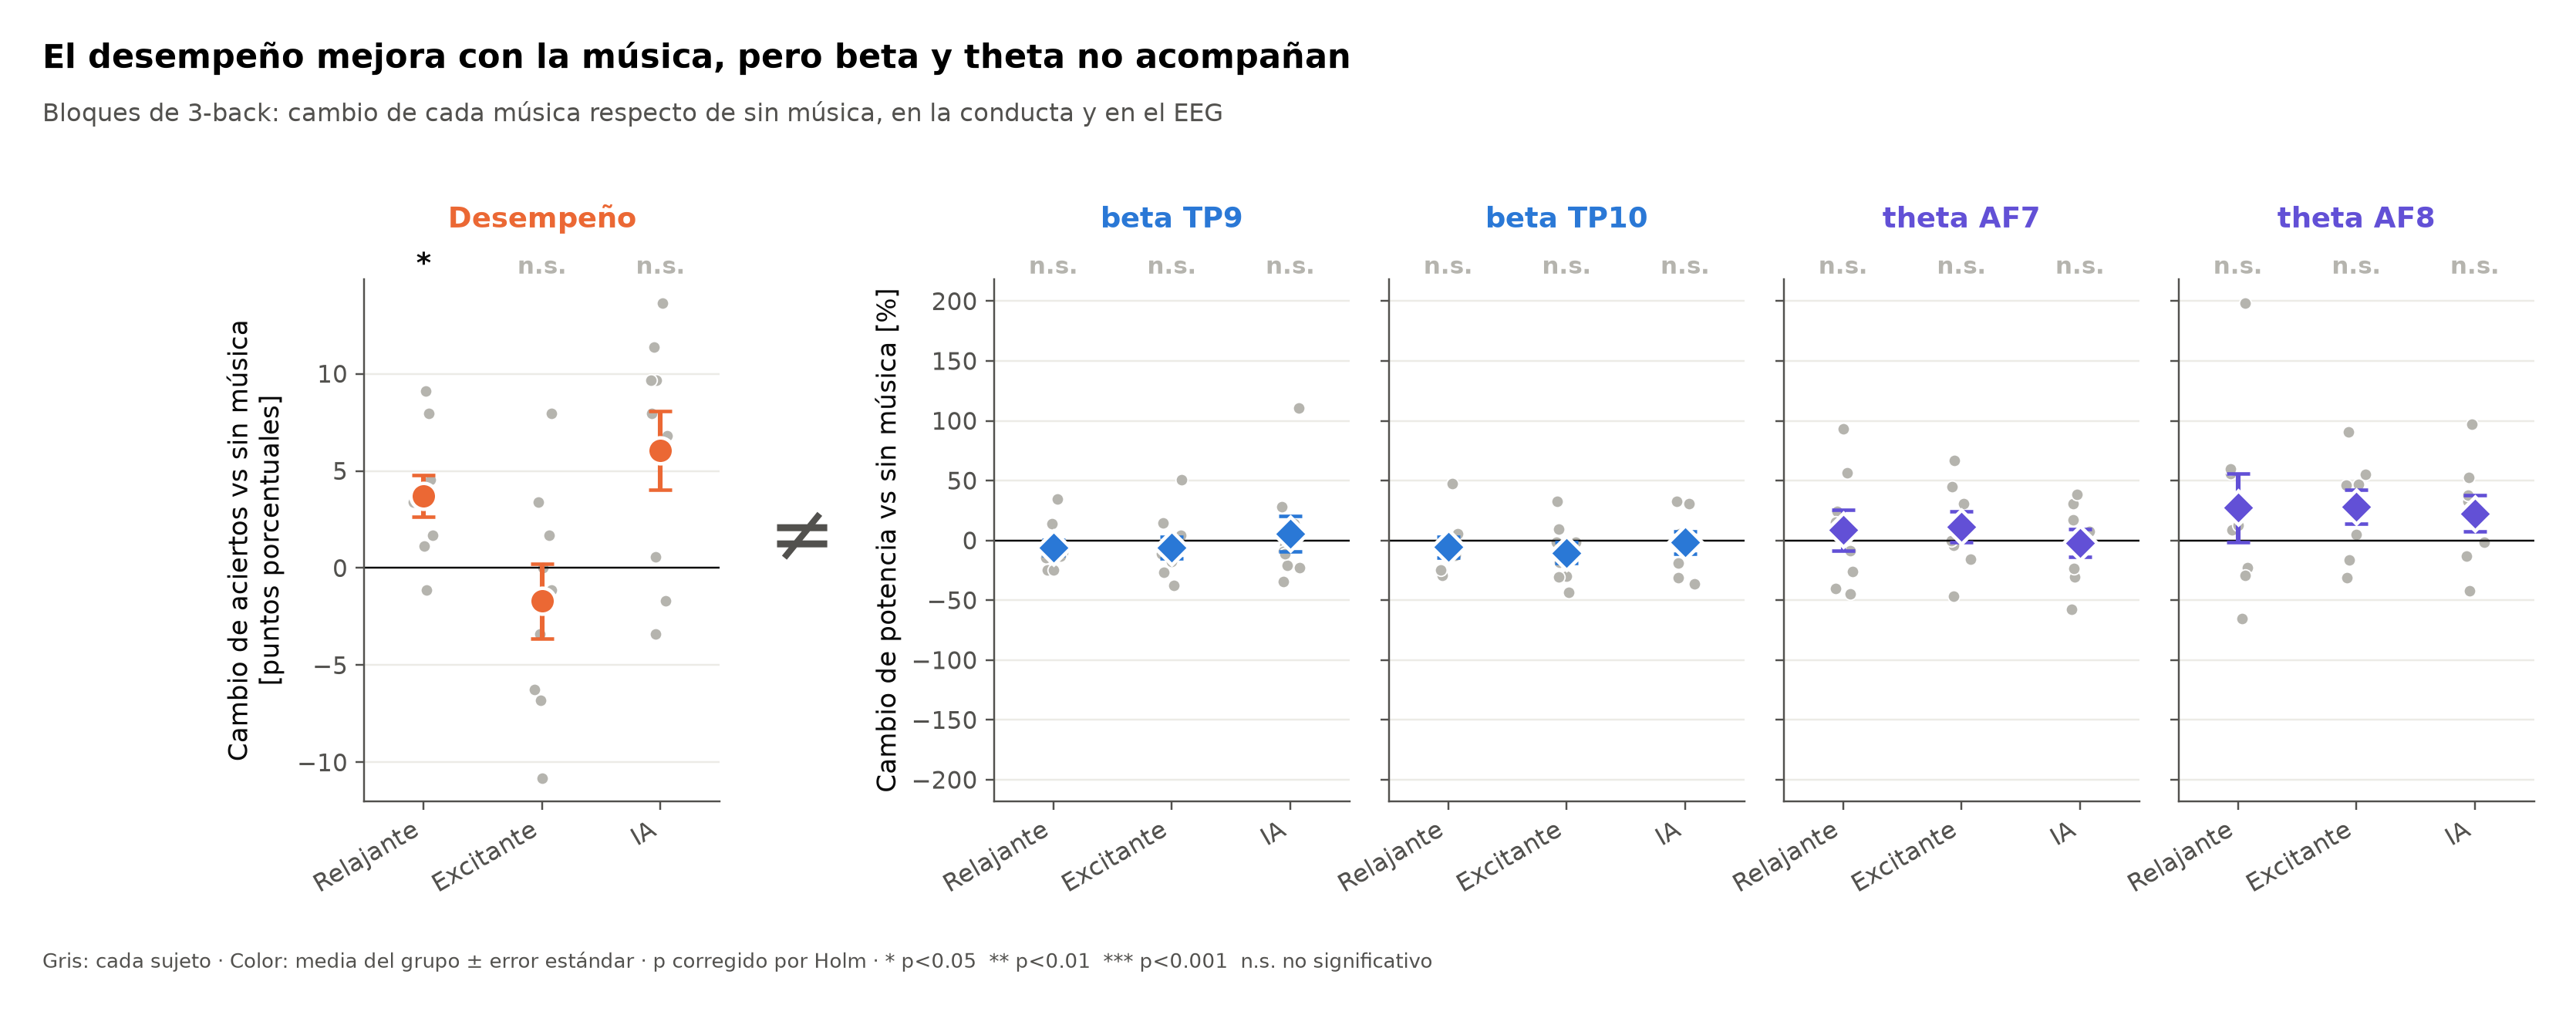 El desempeño mejora con la música, pero beta y theta no acompañan
Bloques de 3-back: cambio de cada música respecto de sin música, en la conducta y en el EEG
Desempeño
* n.s. n.s.
Cambio de aciertos vs sin música
[puntos porcentuales]
10
5
0
−5
−10
Relajante Excitante IA
≠
beta TP9
n.s. n.s. n.s.
Cambio de potencia vs sin música [%]
200
150
100
50
0
−50
−100
−150
−200
Relajante Excitante IA
beta TP10
n.s. n.s. n.s.
Relajante Excitante IA
theta AF7
n.s. n.s. n.s.
Relajante Excitante IA
theta AF8
n.s. n.s. n.s.
Relajante Excitante IA
Gris: cada sujeto · Color: media del grupo ± error estándar · p corregido por Holm · * p<0.05 ** p<0.01 *** p<0.001 n.s. no significativo